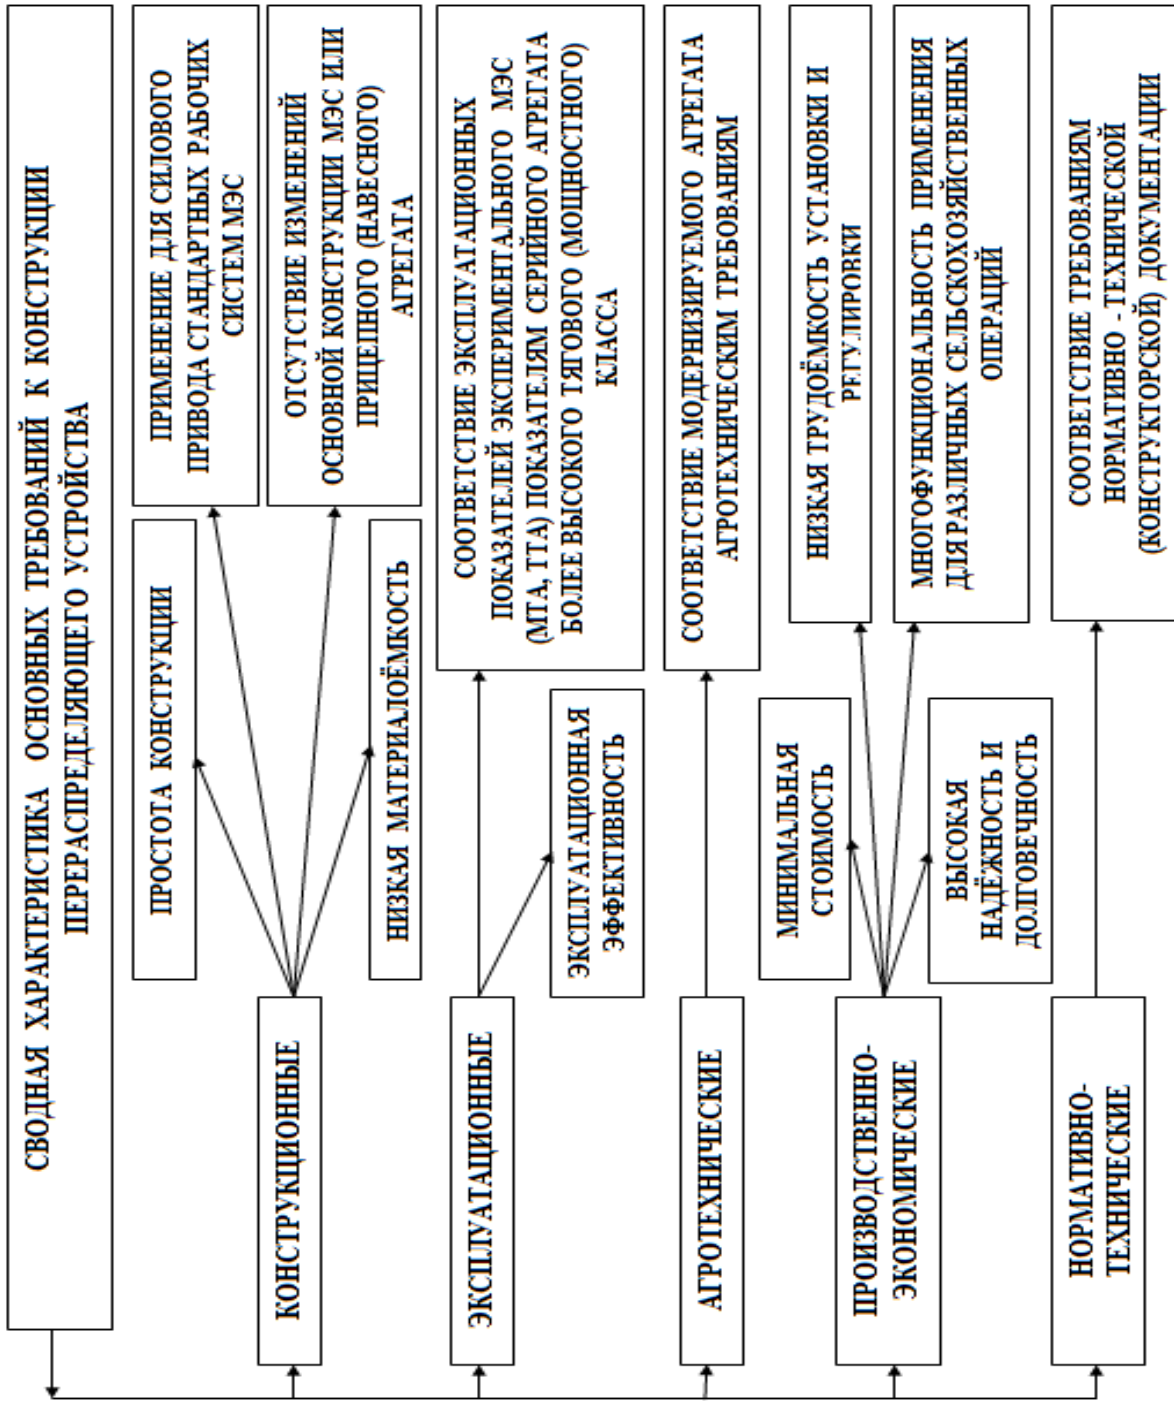 СВОДНАЯ ХАРАКТЕРИСТИКА ОСНОВНЫХ ТРЕБОВАНИЙ К КОНСТРУКЦИИ
ПЕРЕРАСПРЕДЕЛЯЮЩЕГО УСТРОЙСТВА
КОНСТРУКЦИОННЫЕ
ПРОСТОТА КОНСТРУКЦИИ
ПРИМЕНЕНИЕ ДЛЯ СИЛОВОГО
ПРИВОДА СТАНДАРТНЫХ РАБОЧИХ
СИСТЕМ МЭС
ОТСУТСТВИЕ ИЗМЕНЕНИЙ
ОСНОВНОЙ КОНСТРУКЦИИ МЭС ИЛИ
ПРИЦЕПНОГО (НАВЕСНОГО)
АГРЕГАТА
НИЗКАЯ МАТЕРИАЛОЁМКОСТЬ
ЭКСПЛУАТАЦИОННЫЕ
СООТВЕТСТВИЕ ЭКСПЛУАТАЦИОННЫХ
ПОКАЗАТЕЛЕЙ ЭКСПЕРИМЕНТАЛЬНОГО МЭС
(МТА, ТТА) ПОКАЗАТЕЛЯМ СЕРИЙНОГО АГРЕГАТА
БОЛЕЕ ВЫСОКОГО ТЯГОВОГО (МОЩНОСТНОГО)
КЛАССА
ЭКСПЛУАТАЦИОННАЯ
ЭФФЕКТИВНОСТЬ
АГРОТЕХНИЧЕСКИЕ
СООТВЕТСТВИЕ МОДЕРНИЗИРУЕМОГО АГРЕГАТА
АГРОТЕХНИЧЕСКИМ ТРЕБОВАНИЯМ
ПРОИЗВОДСТВЕННО-
ЭКОНОМИЧЕСКИЕ
МИНИМАЛЬНАЯ
СТОИМОСТЬ
НИЗКАЯ ТРУДОЁМКОСТЬ УСТАНОВКИ И
РЕГУЛИРОВКИ
МНОГОФУНКЦИОНАЛЬНОСТЬ ПРИМЕНЕНИЯ
ДЛЯ РАЗЛИЧНЫХ СЕЛЬСКОХОЗЯЙСТВЕННЫХ
ОПЕРАЦИЙ
ВЫСОКАЯ
НАДЁЖНОСТЬ И
ДОЛГОВЕЧНОСТЬ
НОРМАТИВНО-
ТЕХНИЧЕСКИЕ
СООТВЕТСТВИЕ ТРЕБОВАНИЯМ
НОРМАТИВНО - ТЕХНИЧЕСКОЙ
(КОНСТРУКТОРСКОЙ) ДОКУМЕНТАЦИИ